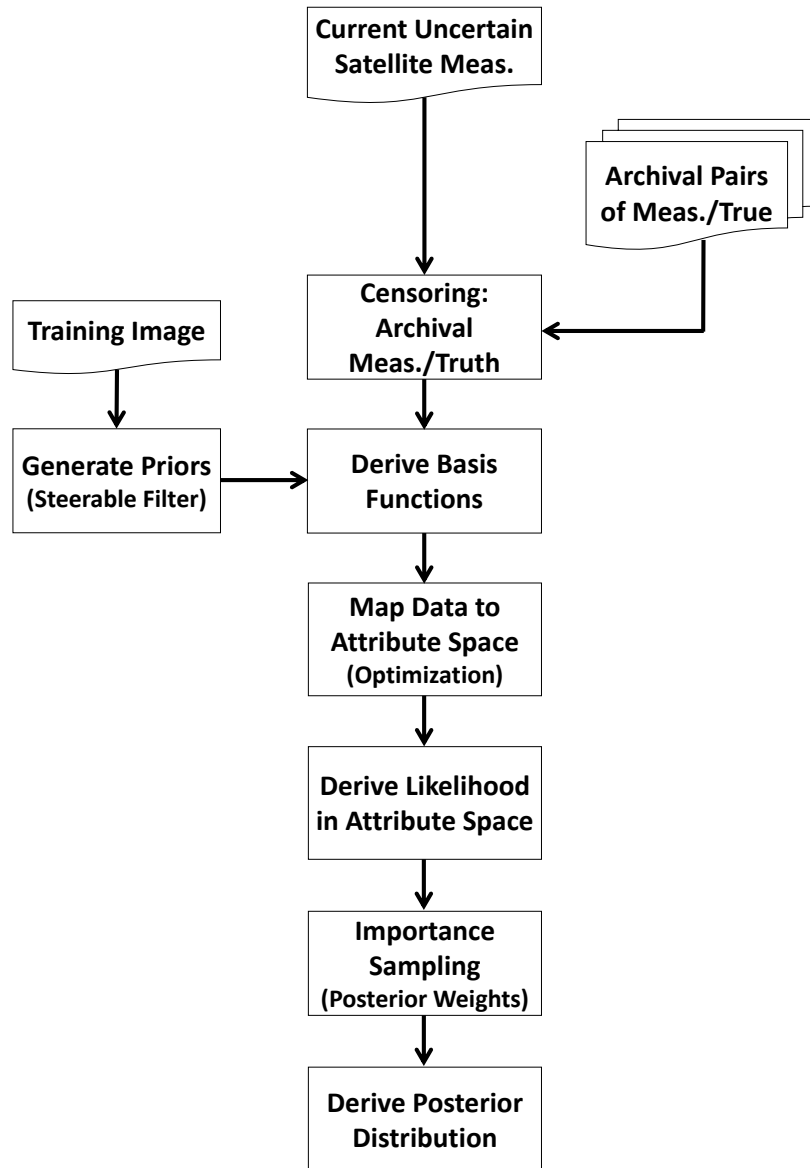 Current Uncertain
Satellite Meas.
Archival Pairs
of Meas./True
Censoring:
Archival
Meas./Truth
Training Image
Generate Priors
(Steerable Filter)
Derive Basis
Functions
Map Data to
Attribute Space
(Optimization)
Derive Likelihood
in Attribute Space
Importance
Sampling
(Posterior Weights)
Derive Posterior
Distribution